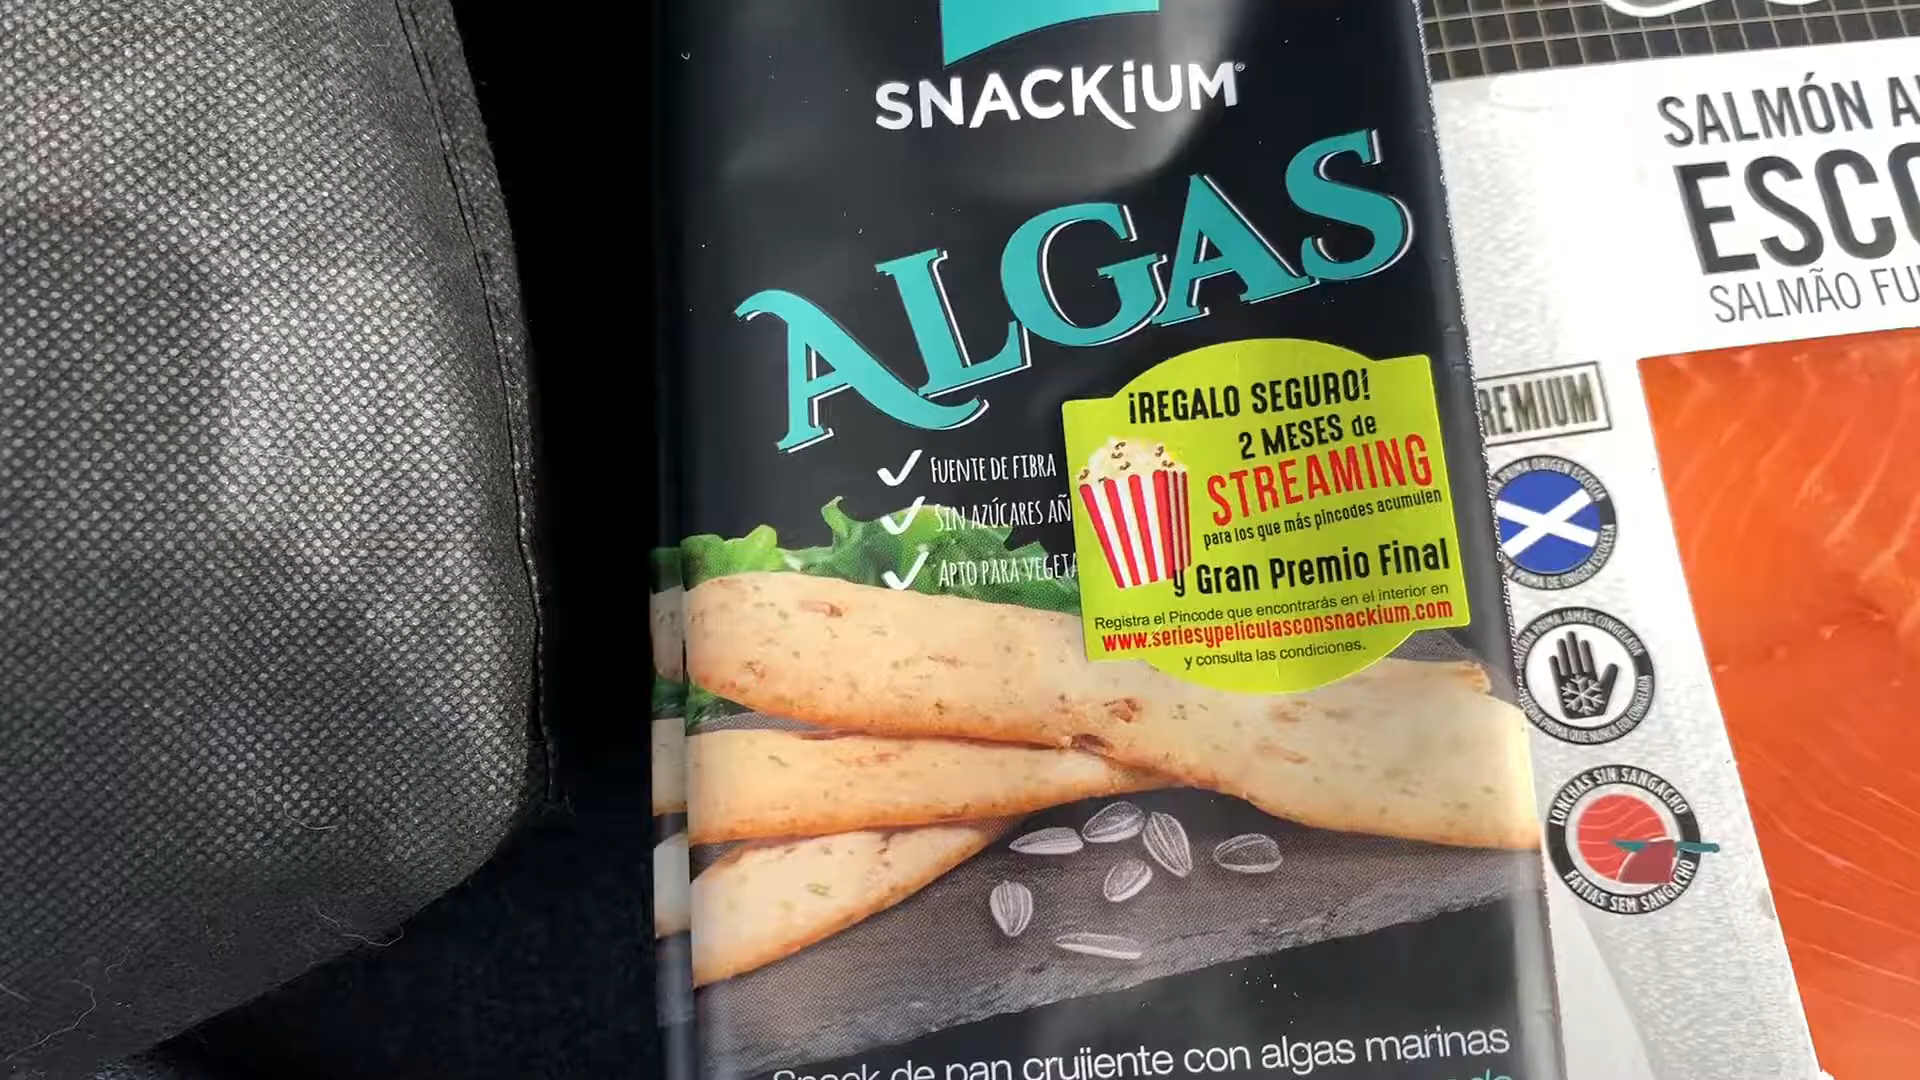 SNACKiUM
ALGAS
FUENTE DE FIBRA
SIN AZÚCARES AÑ
APTO PARA VEGETA
¡REGALO SEGURO!
2 MESES de
STREAMING
para los que más pincodes acumulen
y Gran Premio Final
Registra el Pincode que encontrarás en el interior en
www.seriesypeliculasconsnackium.com
y consulta las condiciones.
Snack de pan crujiente con algas marinas
SALMÓN A
ESCO
SALMÃO FU
REMIUM
LONCHAS SIN SANGACHO
FATIAS SEM SANGACHO